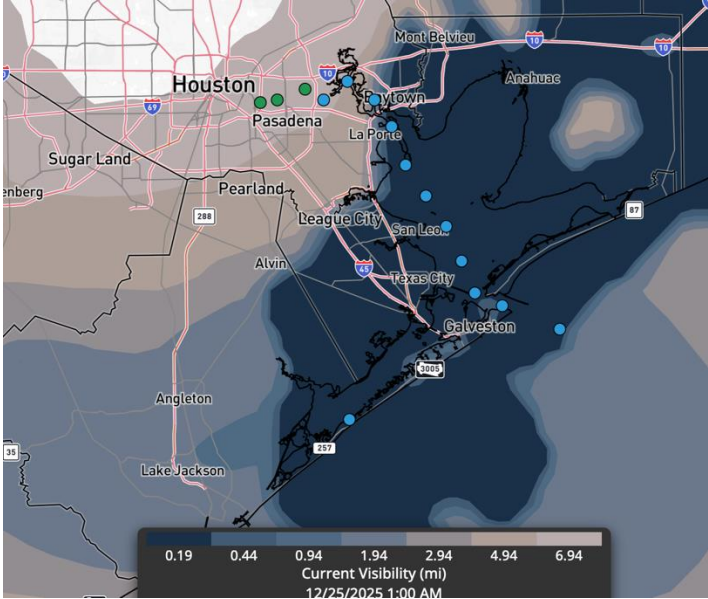 Mont Belvieu
10
10
Houston
10
Anahuac
69
Baytown
Pasadena
La Porte
Sugar Land
Pearland
enberg
288
League City
San Leon
87
Alvin
45
Texas City
Galveston
3005
Angleton
257
35
Lake Jackson
0.19 0.44 0.94 1.94 2.94 4.94 6.94
Current Visibility (mi)
12/25/2025 1:00 AM